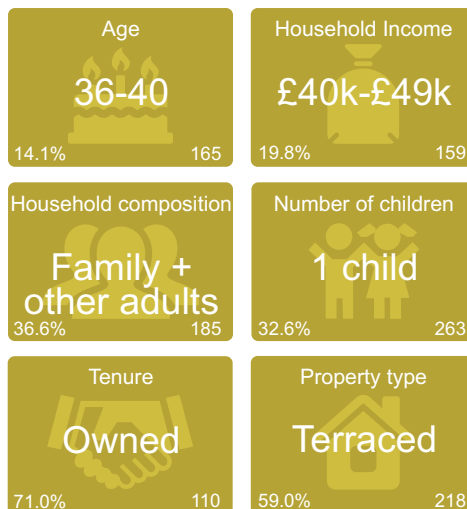 Age
36-40
14.1% 165
Household Income
£40k-£49k
19.8% 159
Household composition
Family +
other adults
36.6% 185
Number of children
1 child
32.6% 263
Tenure
Owned
71.0% 110
Property type
Terraced
59.0% 218